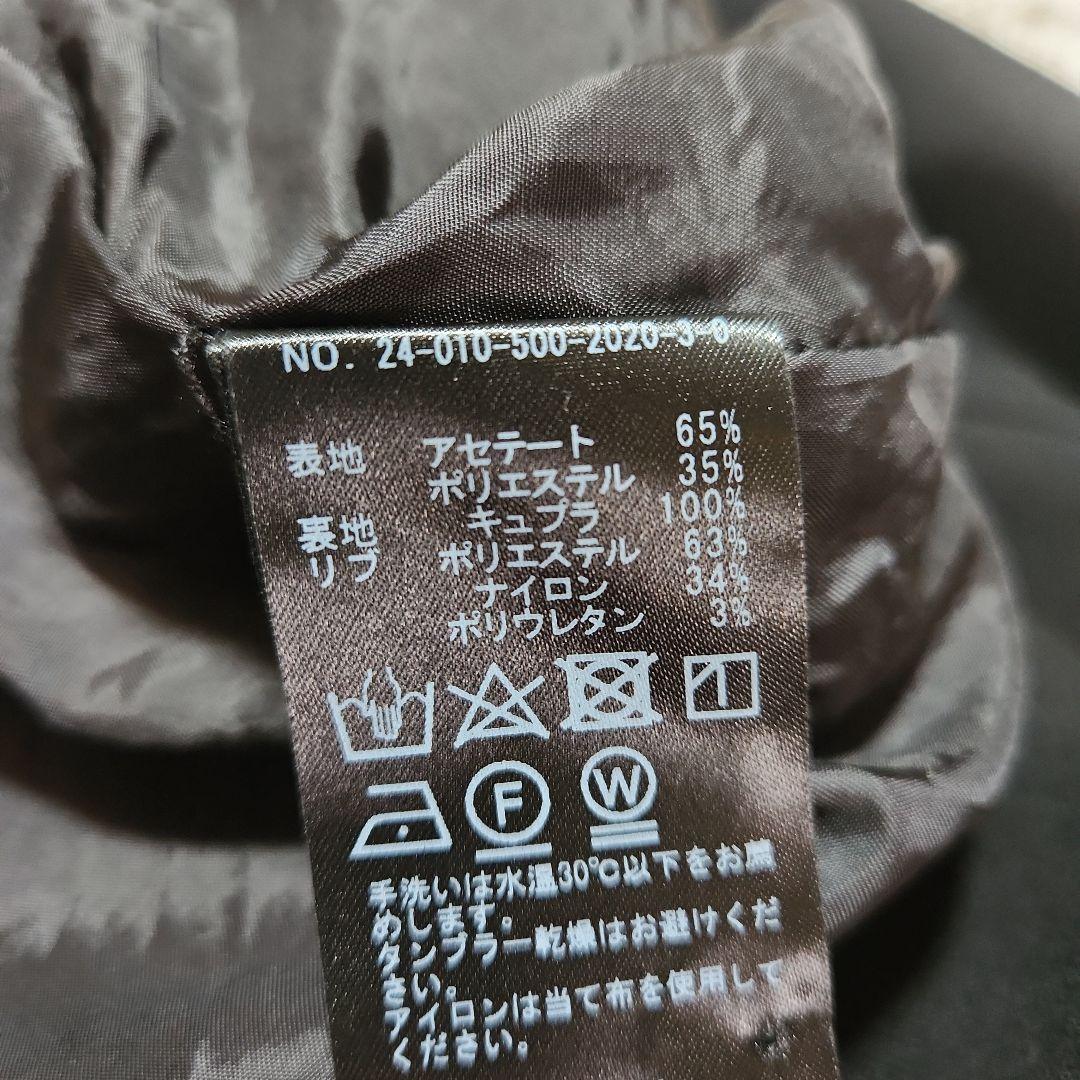 NO. 24-010-500-2020-3-0
表地 アセテート 65%
ポリエステル 35%
裏地 キュプラ 100%
リブ ポリエステル 63%
ナイロン 34%
ポリウレタン 3%
F W
手洗いは水温30℃以下をお薦
めします。
タンブラー乾燥はお避けくだ
さい。
アイロンは当て布を使用して
ください。